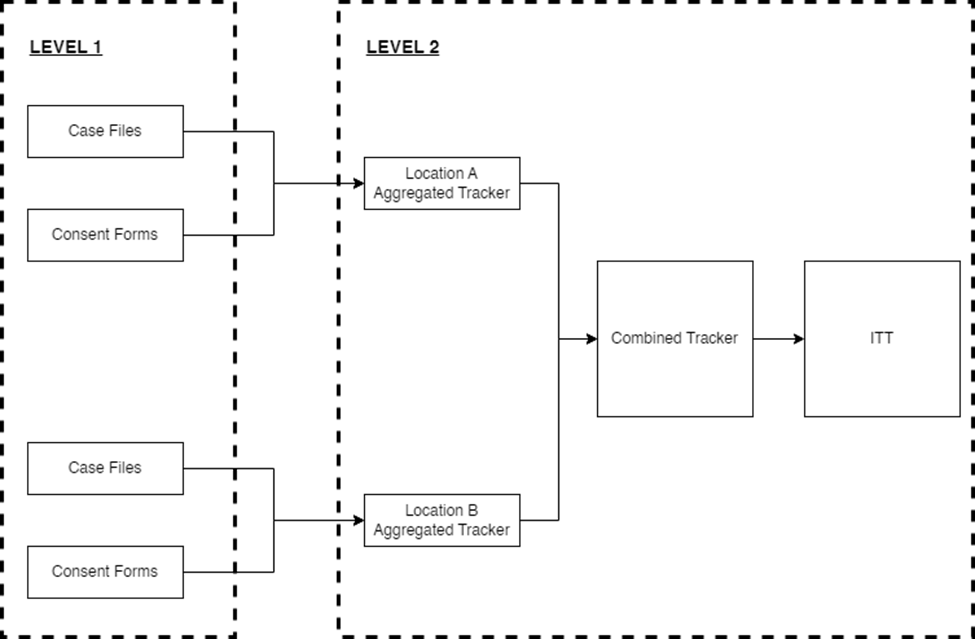 LEVEL 1
LEVEL 2
Case Files
Consent Forms
Location A
Aggregated Tracker
Combined Tracker
ITT
Case Files
Consent Forms
Location B
Aggregated Tracker